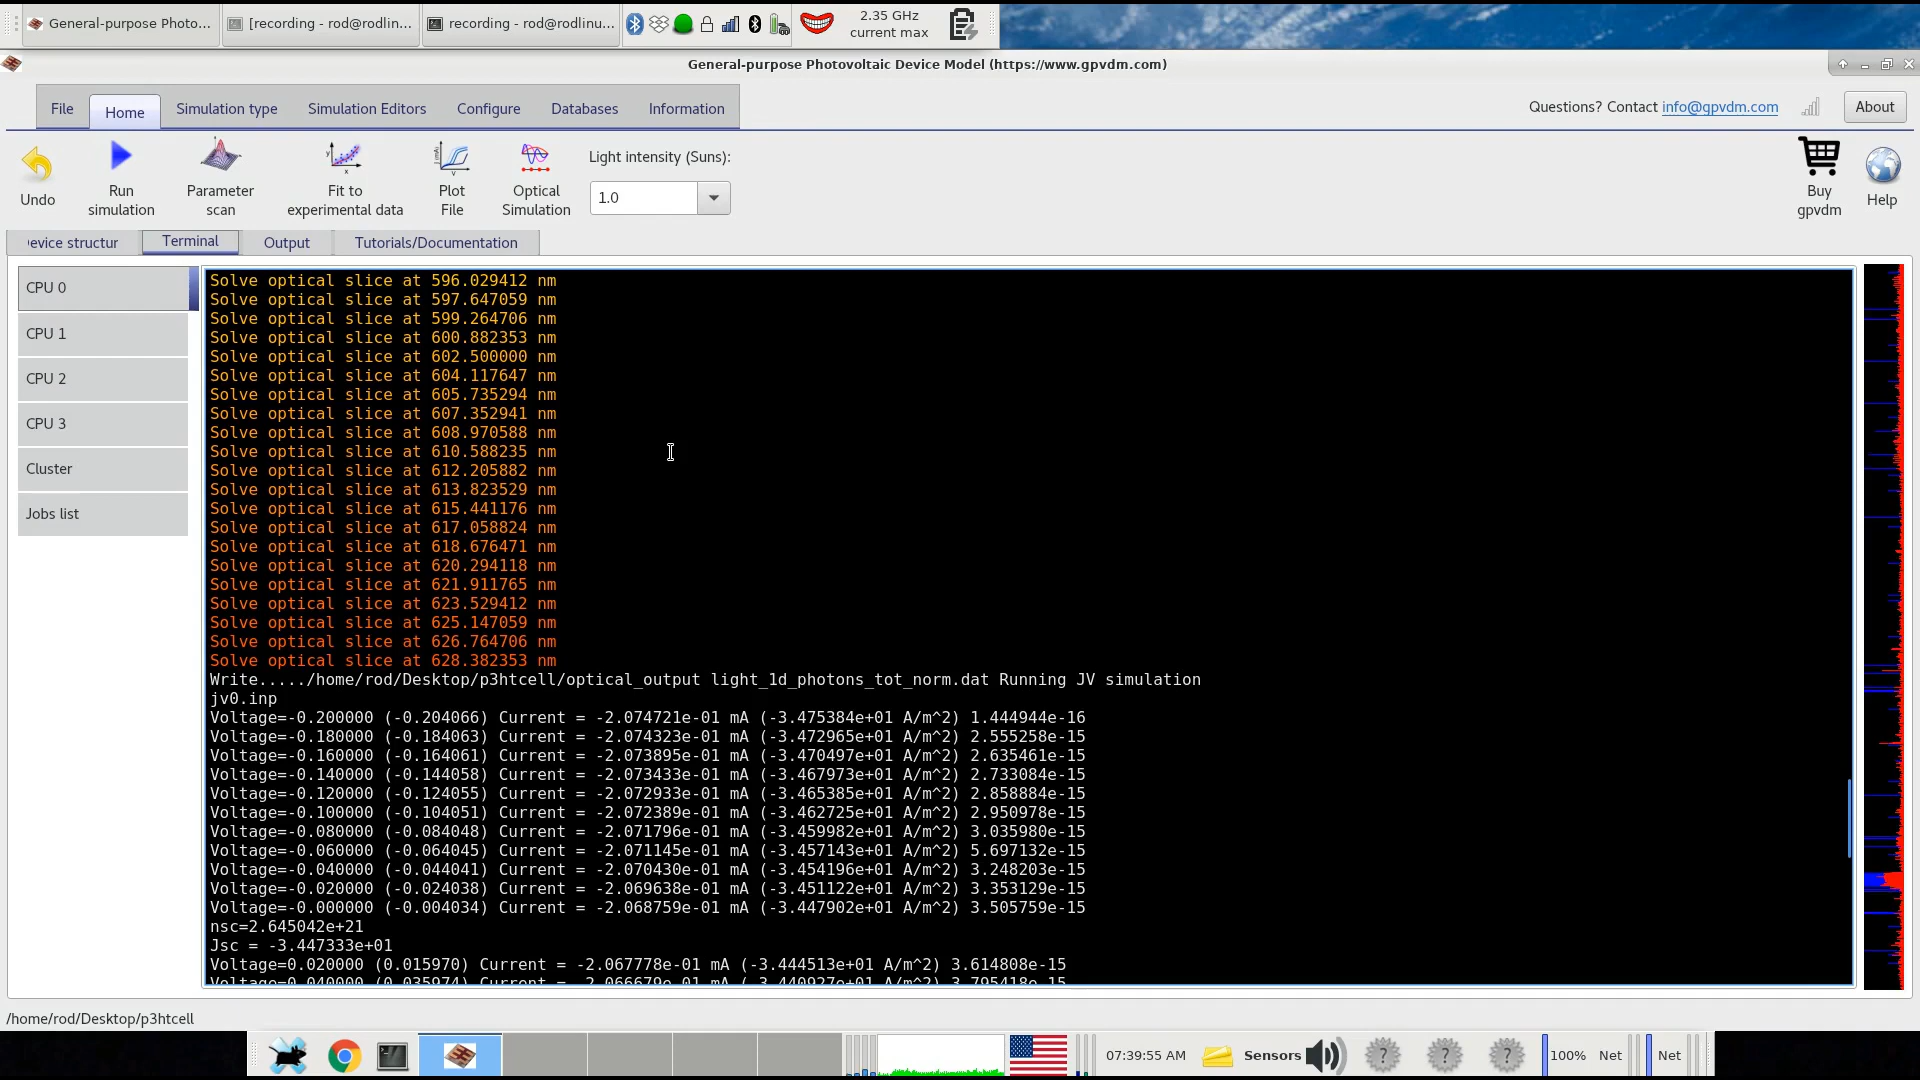 General-purpose Photo...
[recording - rod@rodlin...
recording - rod@rodlinu...
2.35 GHz
current max
General-purpose Photovoltaic Device Model (https://www.gpvdm.com)
File
Home
Simulation type
Simulation Editors
Configure
Databases
Information
Questions? Contact info@gpvdm.com
About
Undo
Run
simulation
Parameter
scan
Fit to
experimental data
Plot
File
Optical
Simulation
Light intensity (Suns):
1.0
Buy
gpvdm
Help
evice structur
Terminal
Output
Tutorials/Documentation
CPU 0
CPU 1
CPU 2
CPU 3
Cluster
Jobs list
Solve optical slice at 596.029412 nm
Solve optical slice at 597.647059 nm
Solve optical slice at 599.264706 nm
Solve optical slice at 600.882353 nm
Solve optical slice at 602.500000 nm
Solve optical slice at 604.117647 nm
Solve optical slice at 605.735294 nm
Solve optical slice at 607.352941 nm
Solve optical slice at 608.970588 nm
Solve optical slice at 610.588235 nm
Solve optical slice at 612.205882 nm
Solve optical slice at 613.823529 nm
Solve optical slice at 615.441176 nm
Solve optical slice at 617.058824 nm
Solve optical slice at 618.676471 nm
Solve optical slice at 620.294118 nm
Solve optical slice at 621.911765 nm
Solve optical slice at 623.529412 nm
Solve optical slice at 625.147059 nm
Solve optical slice at 626.764706 nm
Solve optical slice at 628.382353 nm
Write...../home/rod/Desktop/p3htcell/optical_output light_1d_photons_tot_norm.dat Running JV simulation
jv0.inp
Voltage=-0.200000 (-0.204066) Current = -2.074721e-01 mA (-3.475384e+01 A/m^2) 1.444944e-16
Voltage=-0.180000 (-0.184063) Current = -2.074323e-01 mA (-3.472965e+01 A/m^2) 2.555258e-15
Voltage=-0.160000 (-0.164061) Current = -2.073895e-01 mA (-3.470497e+01 A/m^2) 2.635461e-15
Voltage=-0.140000 (-0.144058) Current = -2.073433e-01 mA (-3.467973e+01 A/m^2) 2.733084e-15
Voltage=-0.120000 (-0.124055) Current = -2.072933e-01 mA (-3.465385e+01 A/m^2) 2.858884e-15
Voltage=-0.100000 (-0.104051) Current = -2.072389e-01 mA (-3.462725e+01 A/m^2) 2.950978e-15
Voltage=-0.080000 (-0.084048) Current = -2.071796e-01 mA (-3.459982e+01 A/m^2) 3.035980e-15
Voltage=-0.060000 (-0.064045) Current = -2.071145e-01 mA (-3.457143e+01 A/m^2) 5.697132e-15
Voltage=-0.040000 (-0.044041) Current = -2.070430e-01 mA (-3.454196e+01 A/m^2) 3.248203e-15
Voltage=-0.020000 (-0.024038) Current = -2.069638e-01 mA (-3.451122e+01 A/m^2) 3.353129e-15
Voltage=-0.000000 (-0.004034) Current = -2.068759e-01 mA (-3.447902e+01 A/m^2) 3.505759e-15
nsc=2.645042e+21
Jsc = -3.447333e+01
Voltage=0.020000 (0.015970) Current = -2.067778e-01 mA (-3.444513e+01 A/m^2) 3.614808e-15
Voltage=0.040000 (0.035974) Current = -2.066679e-01 mA (-3.440927e+01 A/m^2) 3.795418e-15
/home/rod/Desktop/p3htcell
07:39:55 AM
Sensors
100%
Net
Net